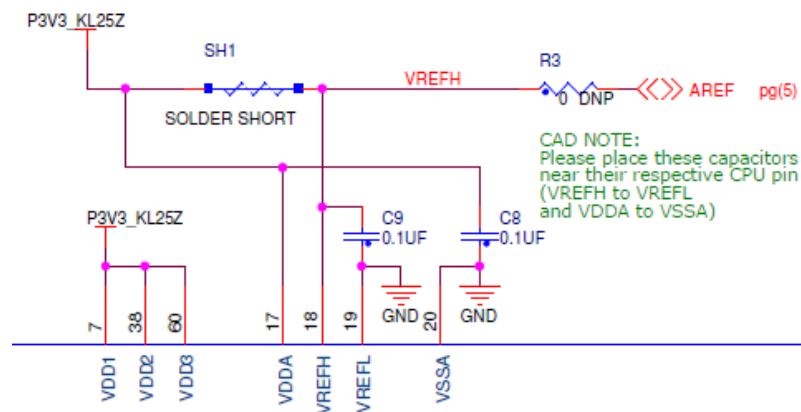 P3V3_KL25Z
SH1
R3
VREFH
0 DNP
AREF pg(5)
SOLDER SHORT
CAD NOTE:
Please place these capacitors
near their respective CPU pin
(VREFH to VREFL
and VDDA to VSSA)
P3V3_KL25Z
C9
0.1UF
C8
0.1UF
GND
GND
7
38
60
17
18
19
20
VDD1
VDD2
VDD3
VDDA
VREFH
VREFL
VSSA